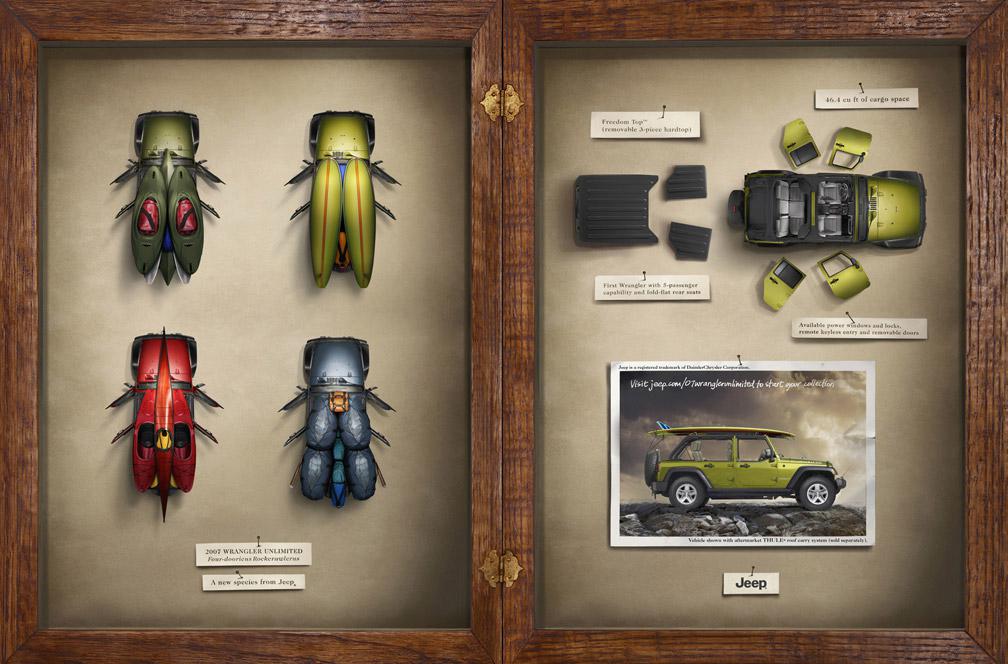 2007 WRANGLER UNLIMITED
Four-dooricus Rockcrawlerus
A new species from Jeep®
Freedom Top™
(removable 3-piece hardtop)
46.4 cu ft of cargo space
First Wrangler with 5-passenger
capability and fold-flat rear seats
Available power windows and locks,
remote keyless entry and removable doors
Jeep is a registered trademark of DaimlerChrysler Corporation.
Visit jeep.com/07wranglerunlimited to start your collection
Vehicle shown with aftermarket THULE® roof carry system (sold separately).
Jeep